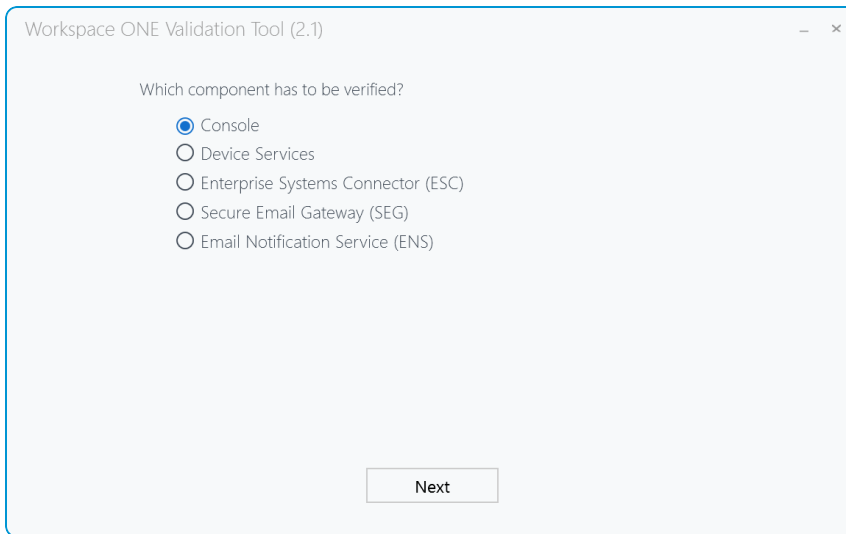 Workspace ONE Validation Tool (2.1)
Which component has to be verified?
Console
Device Services
Enterprise Systems Connector (ESC)
Secure Email Gateway (SEG)
Email Notification Service (ENS)
Next